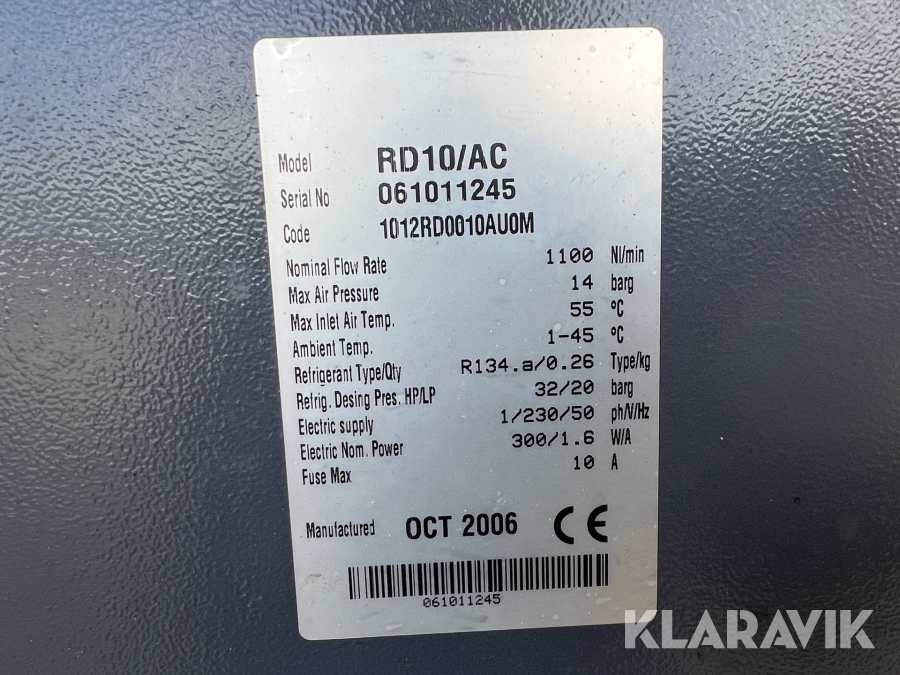 Model RD10/AC
Serial No 061011245
Code 1012RD0010AU0M
Nominal Flow Rate 1100 Nl/min
Max Air Pressure 14 barg
Max Inlet Air Temp. 55 °C
Ambient Temp. 1-45 °C
Refrigerant Type/Qty R134.a/0.26 Type/kg
Refrig. Desing Pres. HP/LP 32/20 barg
Electric supply 1/230/50 ph/V/Hz
Electric Nom. Power 300/1.6 W/A
Fuse Max 10 A
Manufactured OCT 2006 CE
061011245
KLARAVIK